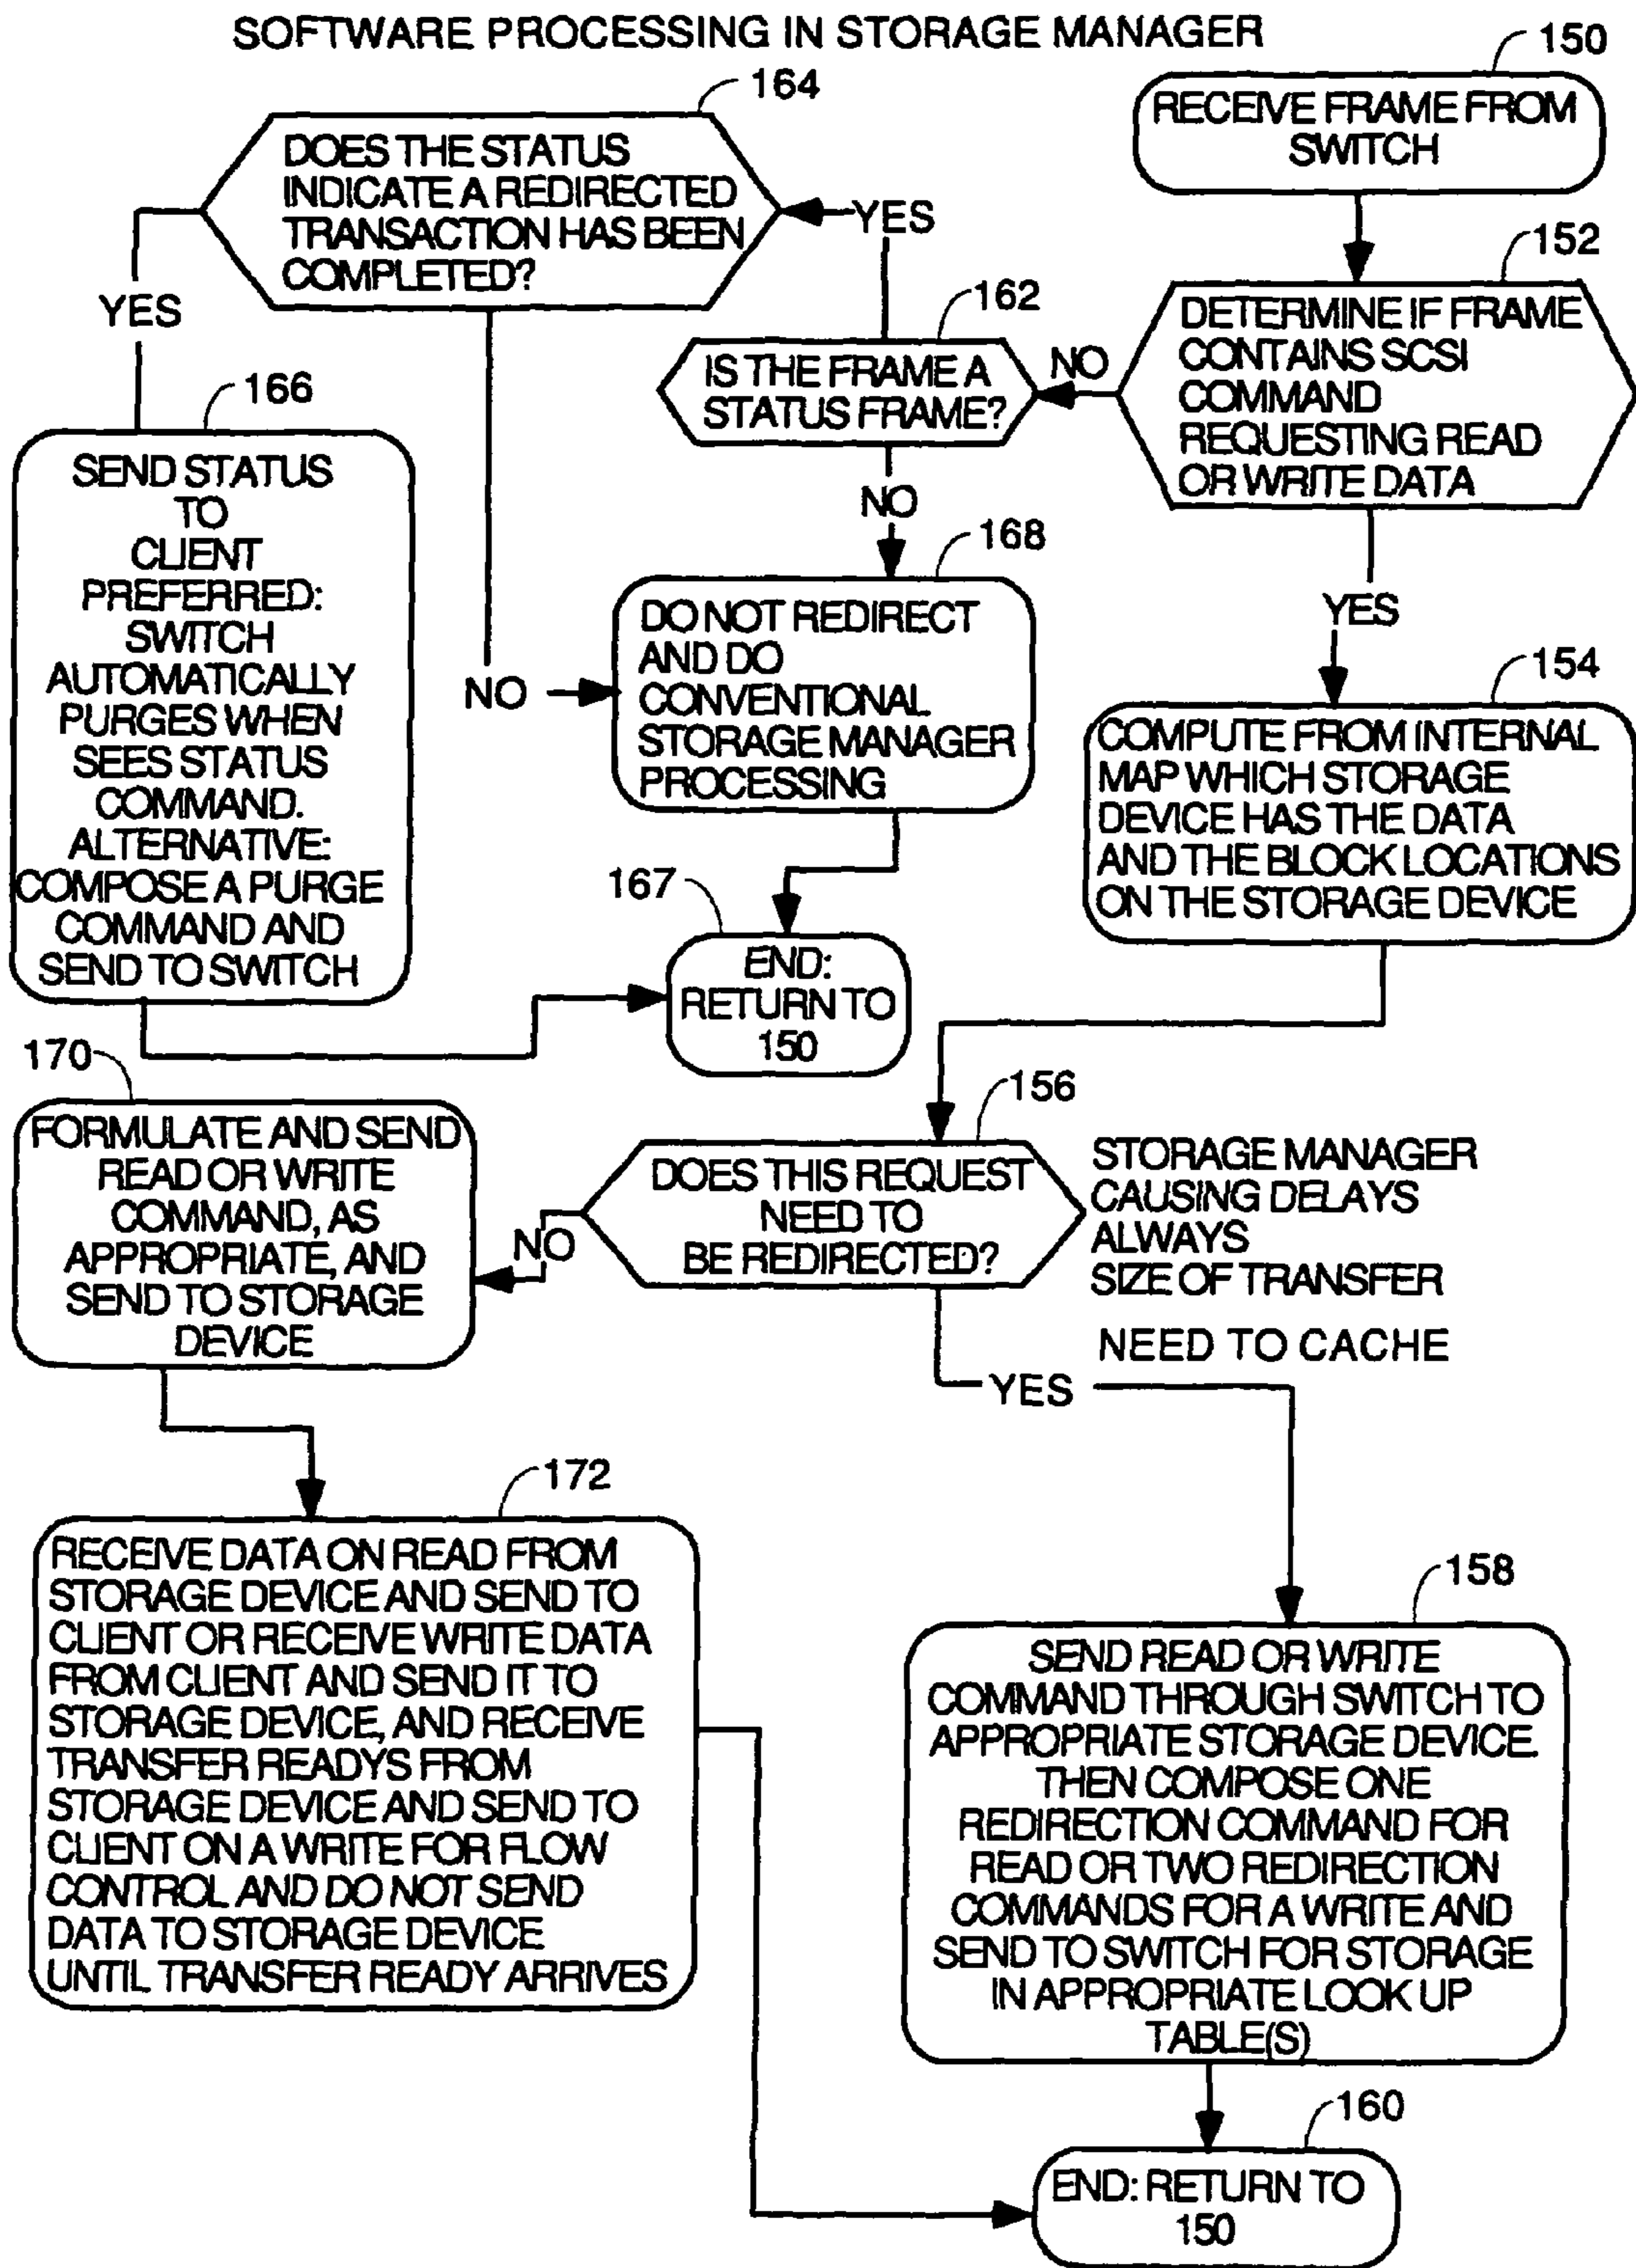 SOFTWARE PROCESSING IN STORAGE MANAGER
150
RECEIVE FRAME FROM
SWITCH
164
DOES THE STATUS
INDICATE A REDIRECTED
TRANSACTION HAS BEEN
COMPLETED?
YES
YES
152
DETERMINE IF FRAME
CONTAINS SCSI
COMMAND
REQUESTING READ
OR WRITE DATA
162
IS THE FRAME A
STATUS FRAME?
NO
NO
YES
166
SEND STATUS
TO
CLIENT
PREFERRED:
SWITCH
AUTOMATICALLY
PURGES WHEN
SEES STATUS
COMMAND.
ALTERNATIVE:
COMPOSE A PURGE
COMMAND AND
SEND TO SWITCH
NO
168
DO NOT REDIRECT
AND DO
CONVENTIONAL
STORAGE MANAGER
PROCESSING
154
COMPUTE FROM INTERNAL
MAP WHICH STORAGE
DEVICE HAS THE DATA
AND THE BLOCK LOCATIONS
ON THE STORAGE DEVICE
167
END:
RETURN TO
150
170
FORMULATE AND SEND
READ OR WRITE
COMMAND, AS
APPROPRIATE, AND
SEND TO STORAGE
DEVICE
NO
156
DOES THIS REQUEST
NEED TO
BE REDIRECTED?
STORAGE MANAGER
CAUSING DELAYS
ALWAYS
SIZE OF TRANSFER
NEED TO CACHE
YES
172
RECEIVE DATA ON READ FROM
STORAGE DEVICE AND SEND TO
CLIENT OR RECEIVE WRITE DATA
FROM CLIENT AND SEND IT TO
STORAGE DEVICE, AND RECEIVE
TRANSFER READYS FROM
STORAGE DEVICE AND SEND TO
CLIENT ON A WRITE FOR FLOW
CONTROL AND DO NOT SEND
DATA TO STORAGE DEVICE
UNTIL TRANSFER READY ARRIVES
158
SEND READ OR WRITE
COMMAND THROUGH SWITCH TO
APPROPRIATE STORAGE DEVICE.
THEN COMPOSE ONE
REDIRECTION COMMAND FOR
READ OR TWO REDIRECTION
COMMANDS FOR A WRITE AND
SEND TO SWITCH FOR STORAGE
IN APPROPRIATE LOOK UP
TABLE(S)
160
END: RETURN TO
150